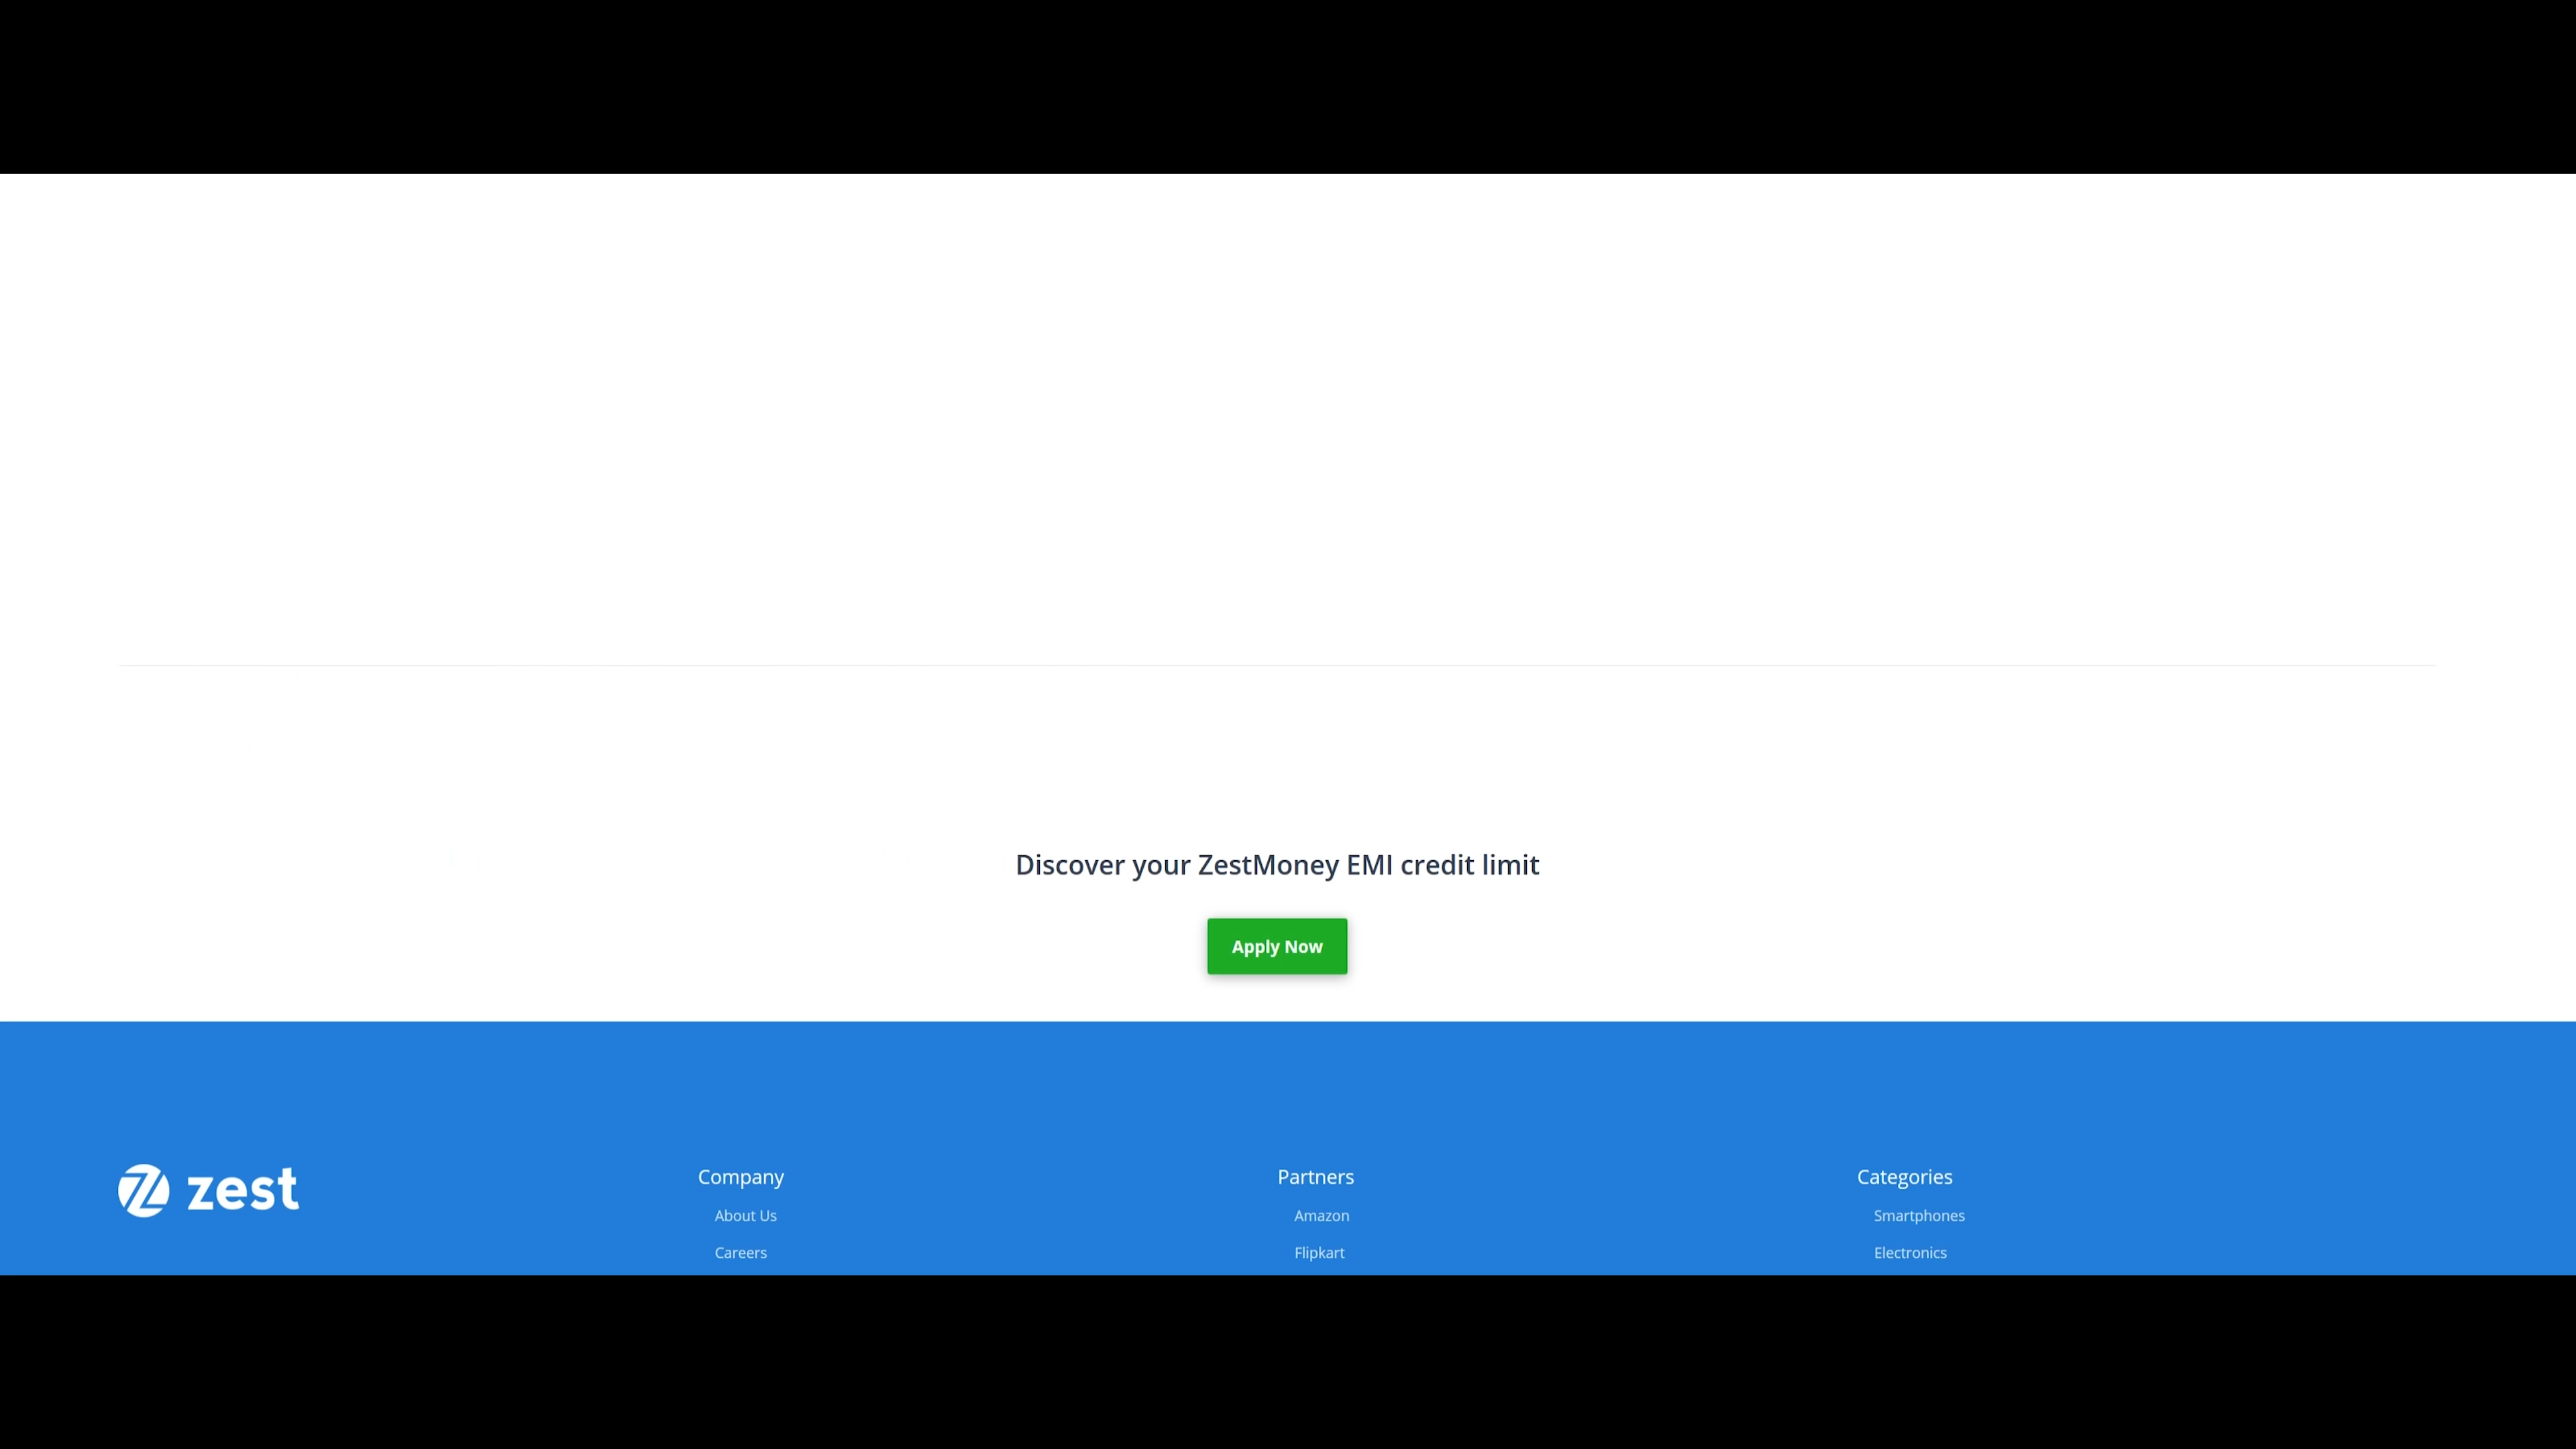 Discover your ZestMoney EMI credit limit
Apply Now
zest
Company
About Us
Careers
Partners
Amazon
Flipkart
Categories
Smartphones
Electronics